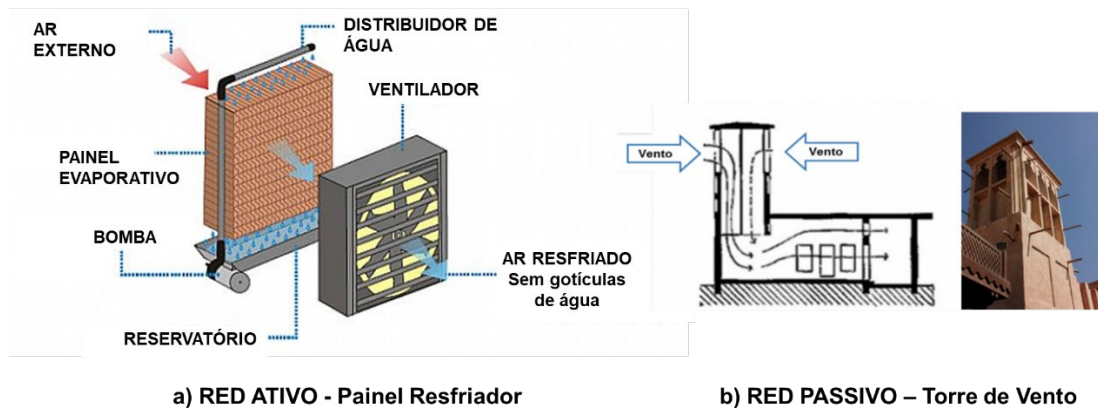 AR
EXTERNO
DISTRIBUIDOR DE
ÁGUA
VENTILADOR
PAINEL
EVAPORATIVO
BOMBA
AR RESFRIADO
Sem gotículas
de água
RESERVATÓRIO
Vento
Vento
a) RED ATIVO - Painel Resfriador
b) RED PASSIVO – Torre de Vento